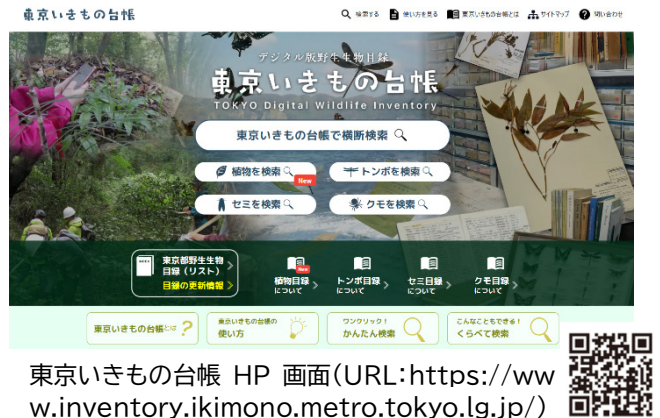 東京いきもの台帳
検索する 使い方を見る 東京いきもの台帳とは サイトマップ 問い合わせ
デジタル版野生生物目録
東京いきもの台帳
TOKYO Digital Wildlife Inventory
東京いきもの台帳で横断検索
植物を検索 New トンボを検索
セミを検索 クモを検索
東京都野生生物
目録（リスト）
目録の更新情報
New
植物目録
について
トンボ目録
について
セミ目録
について
クモ目録
について
東京いきもの台帳とは ?
東京いきもの台帳の
使い方
ワンクリック！
かんたん検索
こんなこともできる！
くらべて検索
東京いきもの台帳 HP 画面(URL:https://ww
w.inventory.ikimono.metro.tokyo.lg.jp/)